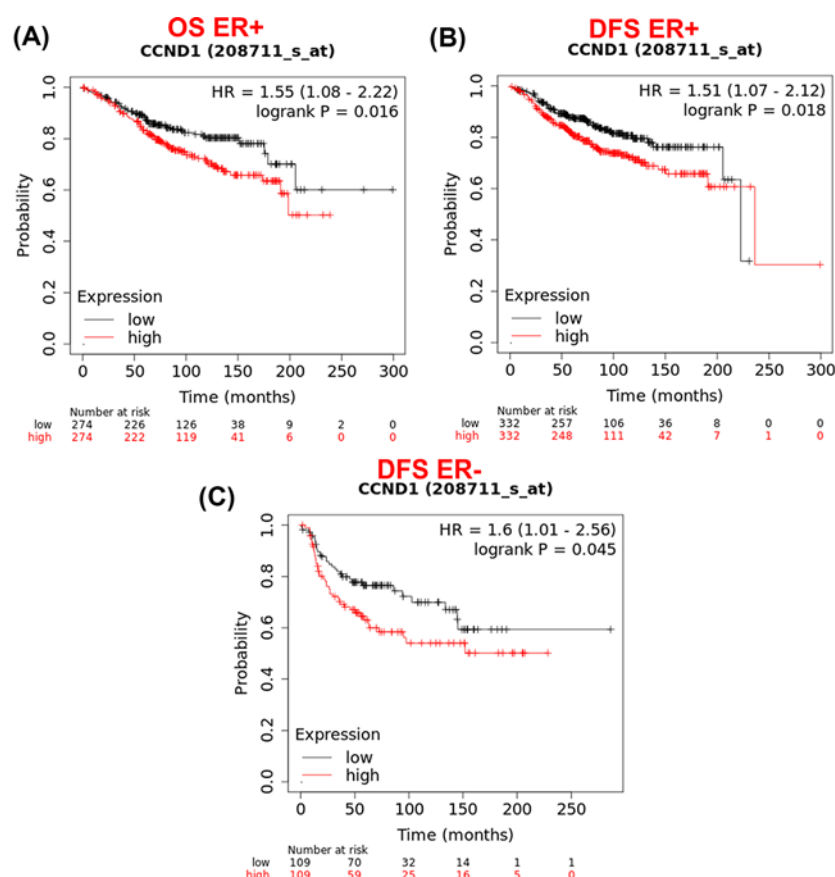 (A)
OS ER+
CCND1 (208711_s_at)
HR = 1.55 (1.08 - 2.22)
logrank P = 0.016
Probability
1.0
0.8
0.6
0.4
0.2
0.0
Expression
low
high
0 50 100 150 200 250 300
Time (months)
Number at risk
low 274 226 126 38 9 2 0
high 274 222 119 41 6 0 0
(B)
DFS ER+
CCND1 (208711_s_at)
HR = 1.51 (1.07 - 2.12)
logrank P = 0.018
Probability
1.0
0.8
0.6
0.4
0.2
0.0
Expression
low
high
0 50 100 150 200 250 300
Time (months)
Number at risk
low 332 257 106 36 8 0 0
high 332 248 111 42 7 1 0
(C)
DFS ER-
CCND1 (208711_s_at)
HR = 1.6 (1.01 - 2.56)
logrank P = 0.045
Probability
1.0
0.8
0.6
0.4
0.2
0.0
Expression
low
high
0 50 100 150 200 250
Time (months)
Number at risk
low 109 70 32 14 1 1
high 109 59 25 16 5 0